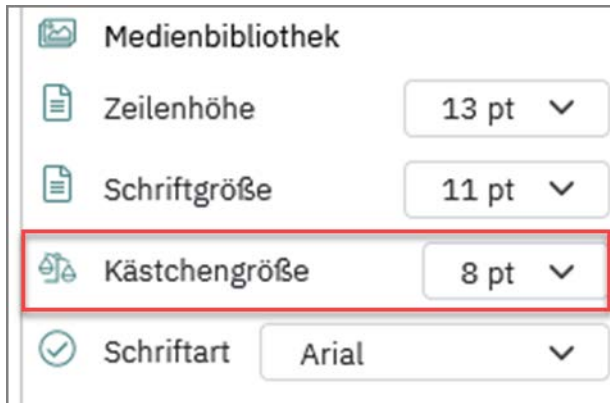 Medienbibliothek
Zeilenhöhe 13 pt
Schriftgröße 11 pt
Kästchengröße 8 pt
Schriftart Arial